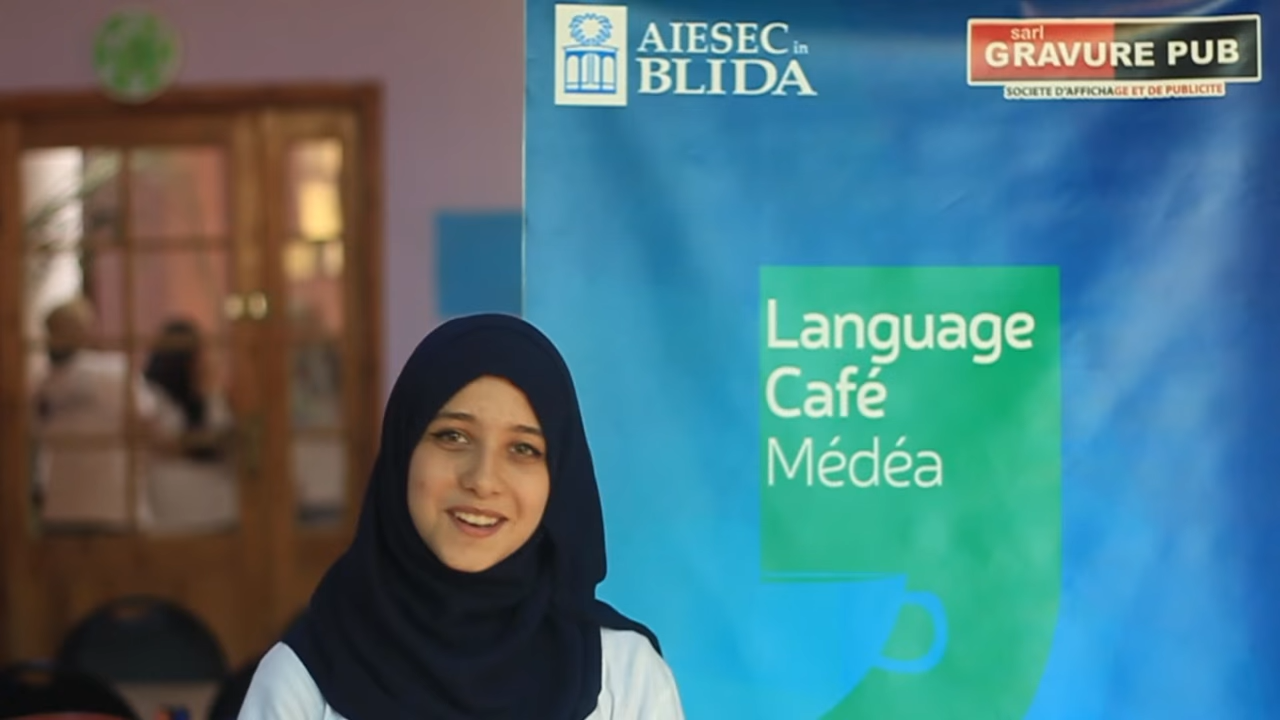 AIESEC in
BLIDA
sarl
GRAVURE PUB
SOCIETE D'AFFICHAGE ET DE PUBLICITE
Language
Café
Médéa